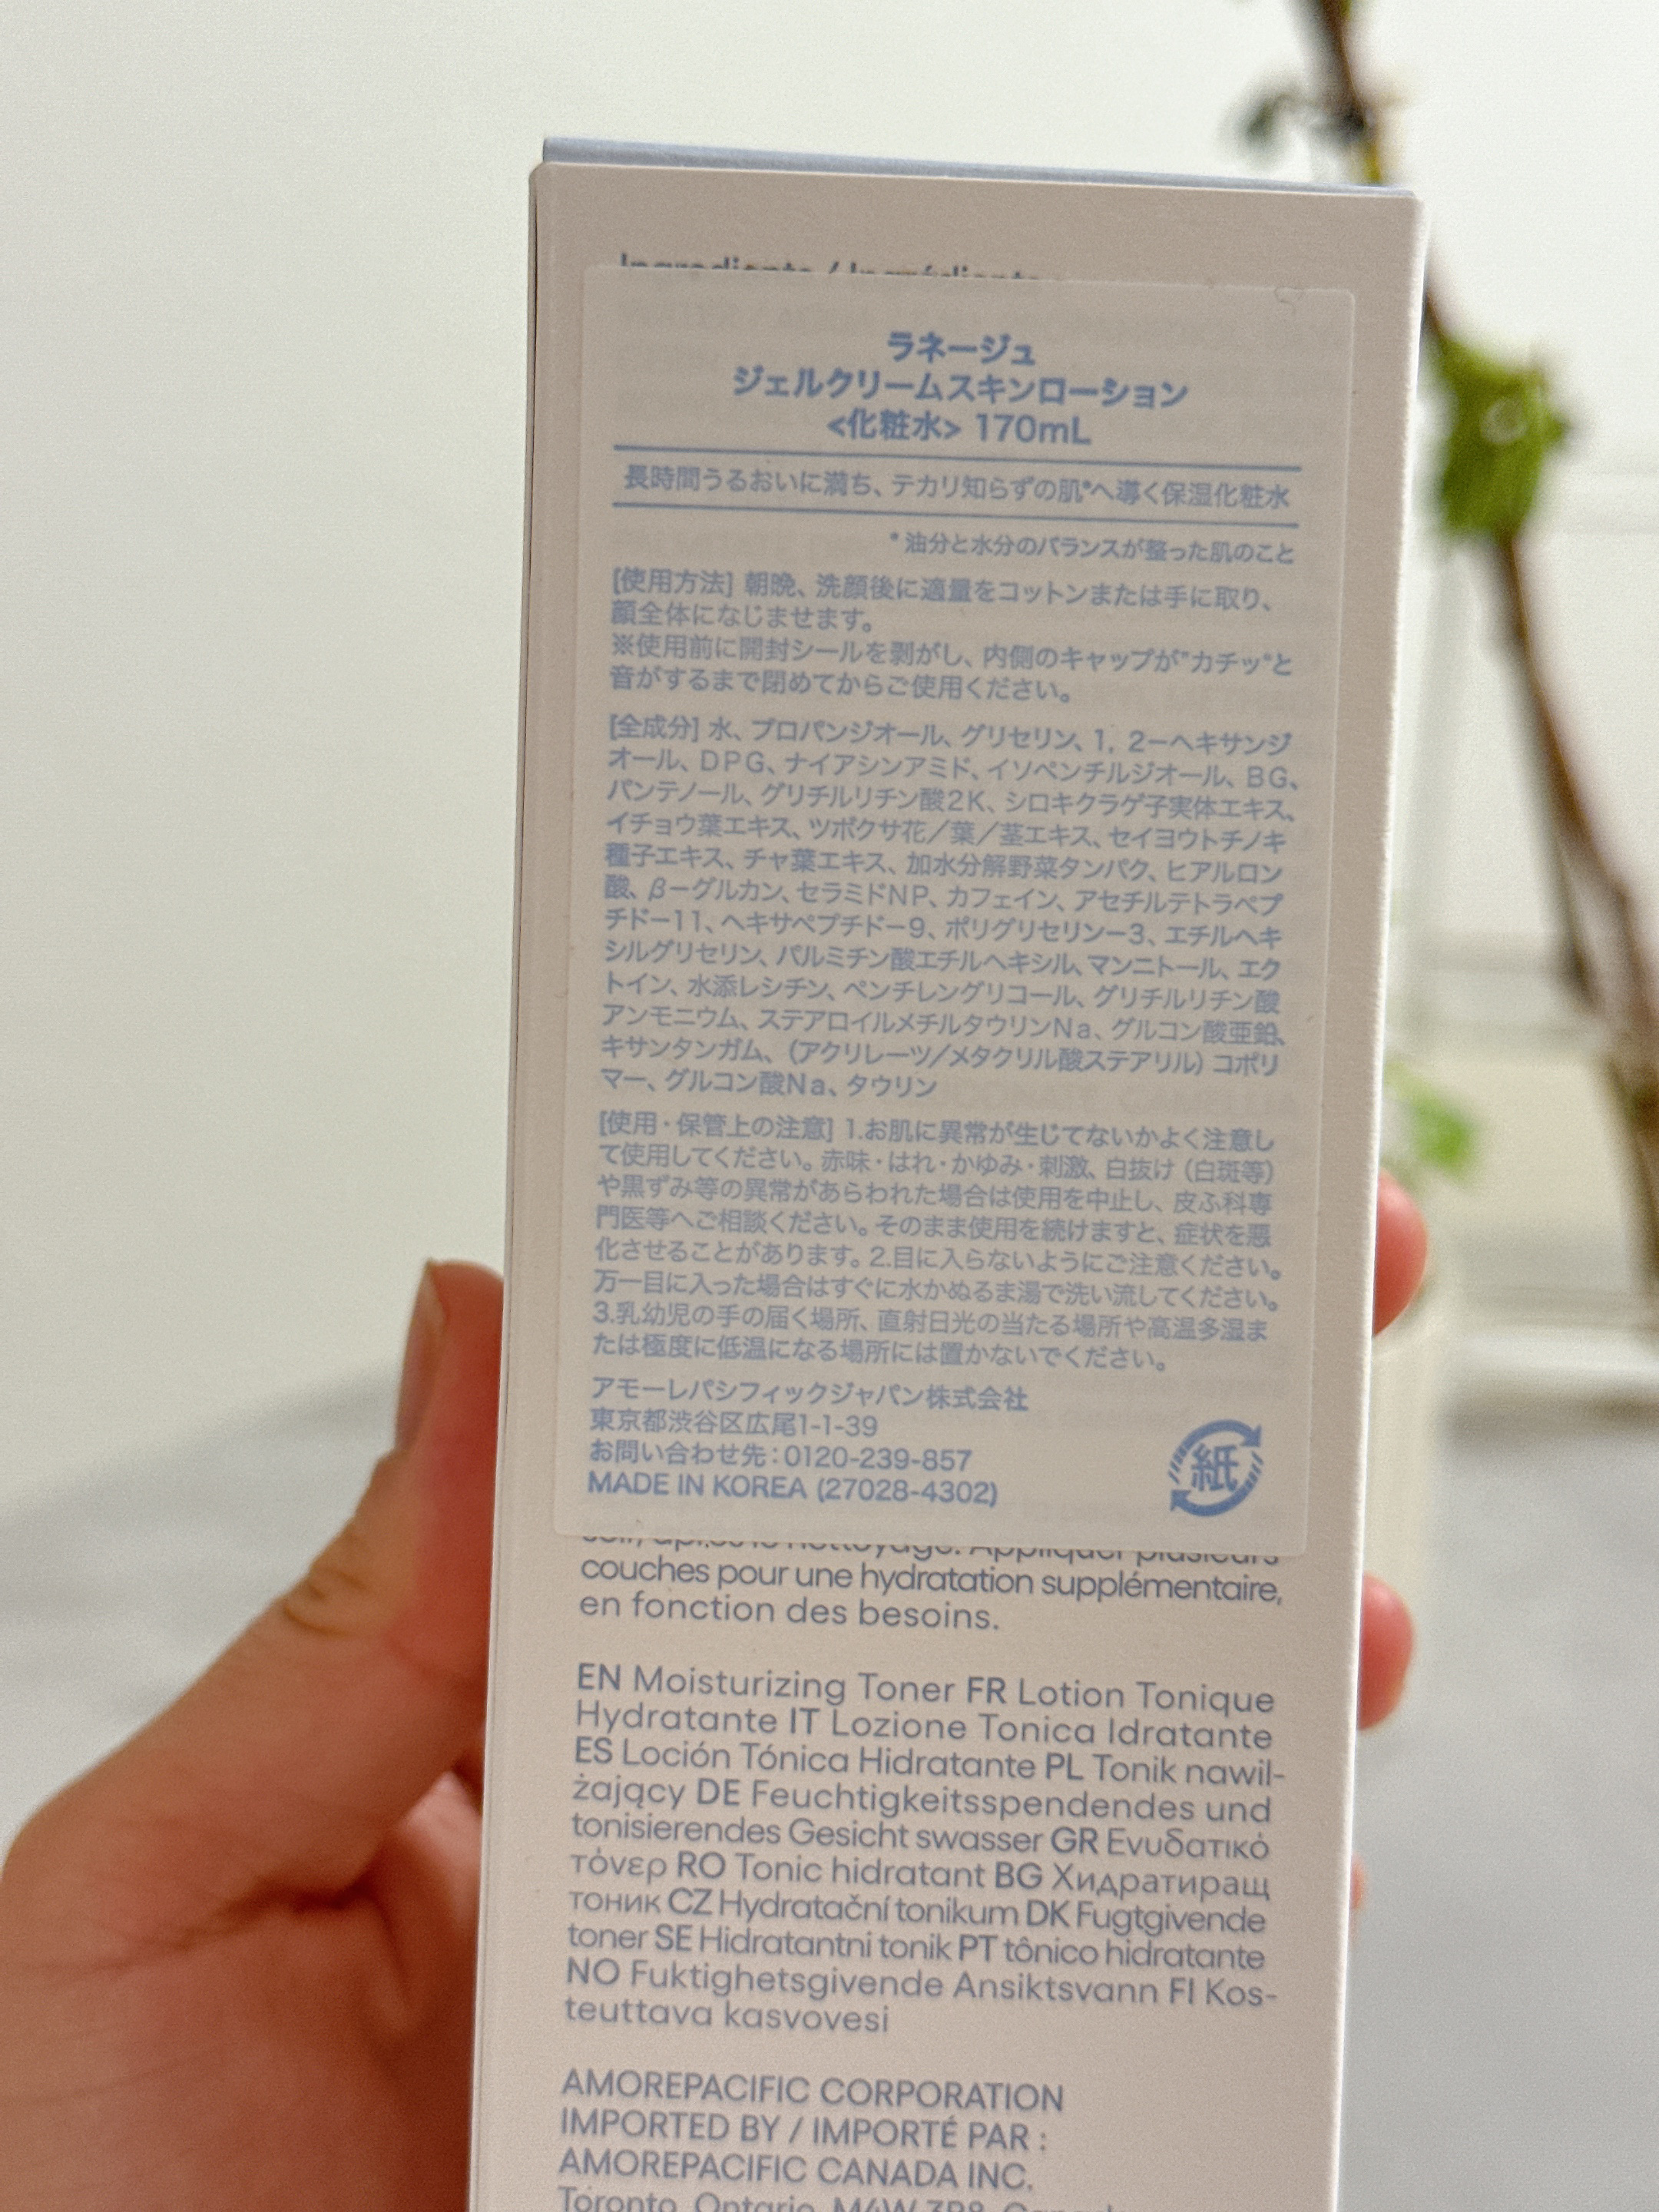 Ingredients / Ingrédients
ラネージュ
ジェルクリームスキンローション
<化粧水> 170mL
長時間うるおいに満ち、テカリ知らずの肌*へ導く保湿化粧水
*油分と水分のバランスが整った肌のこと
[使用方法] 朝晩、洗顔後に適量をコットンまたは手に取り、
顔全体になじませます。
※使用前に開封シールを剥がし、内側のキャップが"カチッ"と
音がするまで閉めてからご使用ください。
[全成分] 水、プロパンジオール、グリセリン、1, 2ーヘキサンジ
オール、DPG、ナイアシンアミド、イソペンチルジオール、BG、
パンテノール、グリチルリチン酸2K、シロキクラゲ子実体エキス、
イチョウ葉エキス、ツボクサ花／葉／茎エキス、セイヨウトチノキ
種子エキス、チャ葉エキス、加水分解野菜タンパク、ヒアルロン
酸、βーグルカン、セラミドNP、カフェイン、アセチルテトラペプ
チドー11、ヘキサペプチドー9、ポリグリセリンー3、エチルヘキ
シルグリセリン、パルミチン酸エチルヘキシル、マンニトール、エク
トイン、水添レシチン、ペンチレングリコール、グリチルリチン酸
アンモニウム、ステアロイルメチルタウリンNa、グルコン酸亜鉛、
キサンタンガム、(アクリレーツ/メタクリル酸ステアリル) コポリ
マー、グルコン酸Na、タウリン
[使用・保管上の注意] 1.お肌に異常が生じてないかよく注意し
て使用してください。赤味・はれ・かゆみ・刺激、白抜け (白斑等)
や黒ずみ等の異常があらわれた場合は使用を中止し、皮ふ科専
門医等へご相談ください。そのまま使用を続けますと、症状を悪
化させることがあります。2.目に入らないようにご注意ください。
万一目に入った場合はすぐに水かぬるま湯で洗い流してください。
3.乳幼児の手の届く場所、直射日光の当たる場所や高温多湿ま
たは極度に低温になる場所には置かないでください。
アモーレパシフィックジャパン株式会社
東京都渋谷区広尾1-1-39
お問い合わせ先：0120-239-857
MADE IN KOREA (27028-4302)
紙
soir, après le nettoyage. Appliquer plusieurs
couches pour une hydratation supplémentaire,
en fonction des besoins.
EN Moisturizing Toner FR Lotion Tonique
Hydratante IT Lozione Tonica Idratante
ES Loción Tónica Hidratante PL Tonik nawil-
żający DE Feuchtigkeitsspendendes und
tonisierendes Gesicht swasser GR Ενυδατικό
τόνερ RO Tonic hidratant BG Хидратиращ
тоник CZ Hydratační tonikum DK Fugtgivende
toner SE Hidratantni tonik PT tônico hidratante
NO Fuktighetsgivende Ansiktsvann FI Kos-
teuttava kasvovesi
AMOREPACIFIC CORPORATION
IMPORTED BY / IMPORTÉ PAR :
AMOREPACIFIC CANADA INC.
Toronto, Ontario, M4W 3R8,